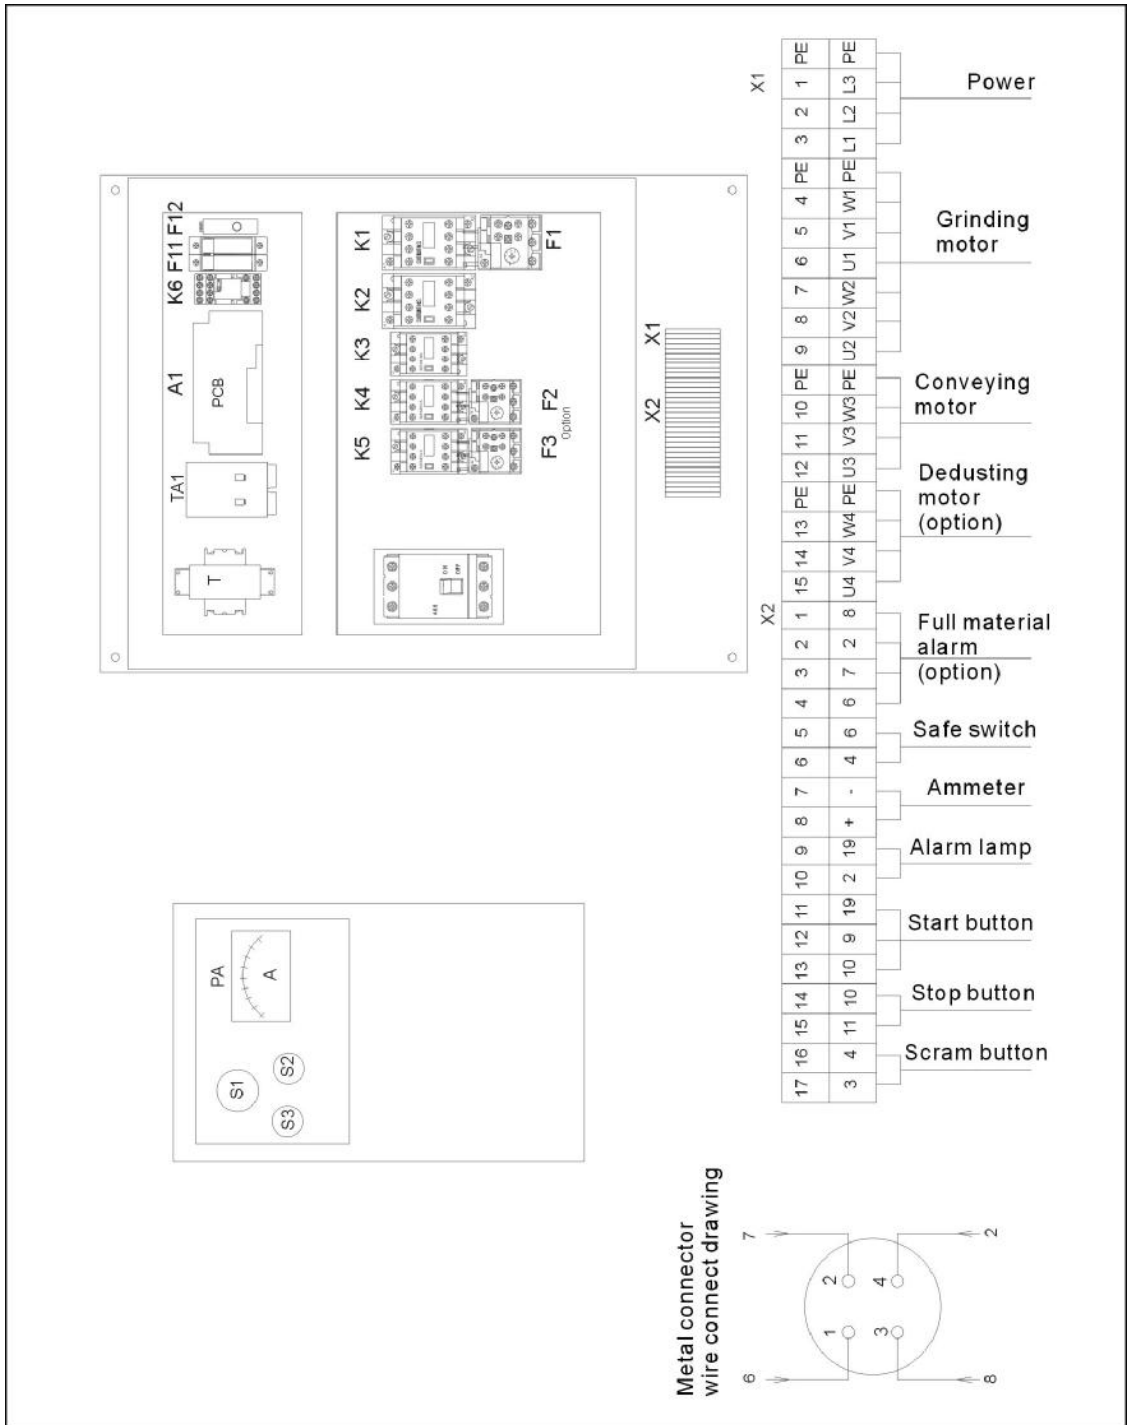 X1
PE PE
1 L3
2 L2
3 L1
Power
PE PE
4 W1
5 V1
6 U1
7 W2
8 V2
9 U2
Grinding
motor
PE PE
10 W3
11 V3
12 U3
Conveying
motor
PE PE
13 W4
14 V4
15 U4
Dedusting
motor
(option)
X2
1 8
2 2
3 7
4 6
Full material
alarm
(option)
5 6
6 4
Safe switch
7 -
8 +
Ammeter
9 19
10 2
Alarm lamp
11 19
12 9
13 10
Start button
14 10
15 11
Stop button
16 4
17 3
Scram button
K6 F11 F12
A1
PCB
TA1
T
K1
F1
K2
K3
K4
F2
Option
K5
F3
ON
OFF
X1
X2
PA
A
S1
S2
S3
Metal connector
wire connect drawing
7
2
2
4
1
3
6
8